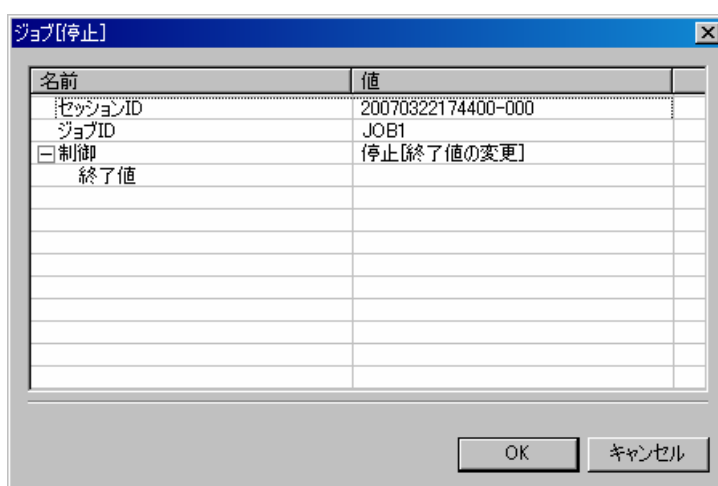 ジョブ[停止]
名前 値
セッションID 20070322174400-000
ジョブID JOB1
制御 停止[終了値の変更]
終了値
OK キャンセル